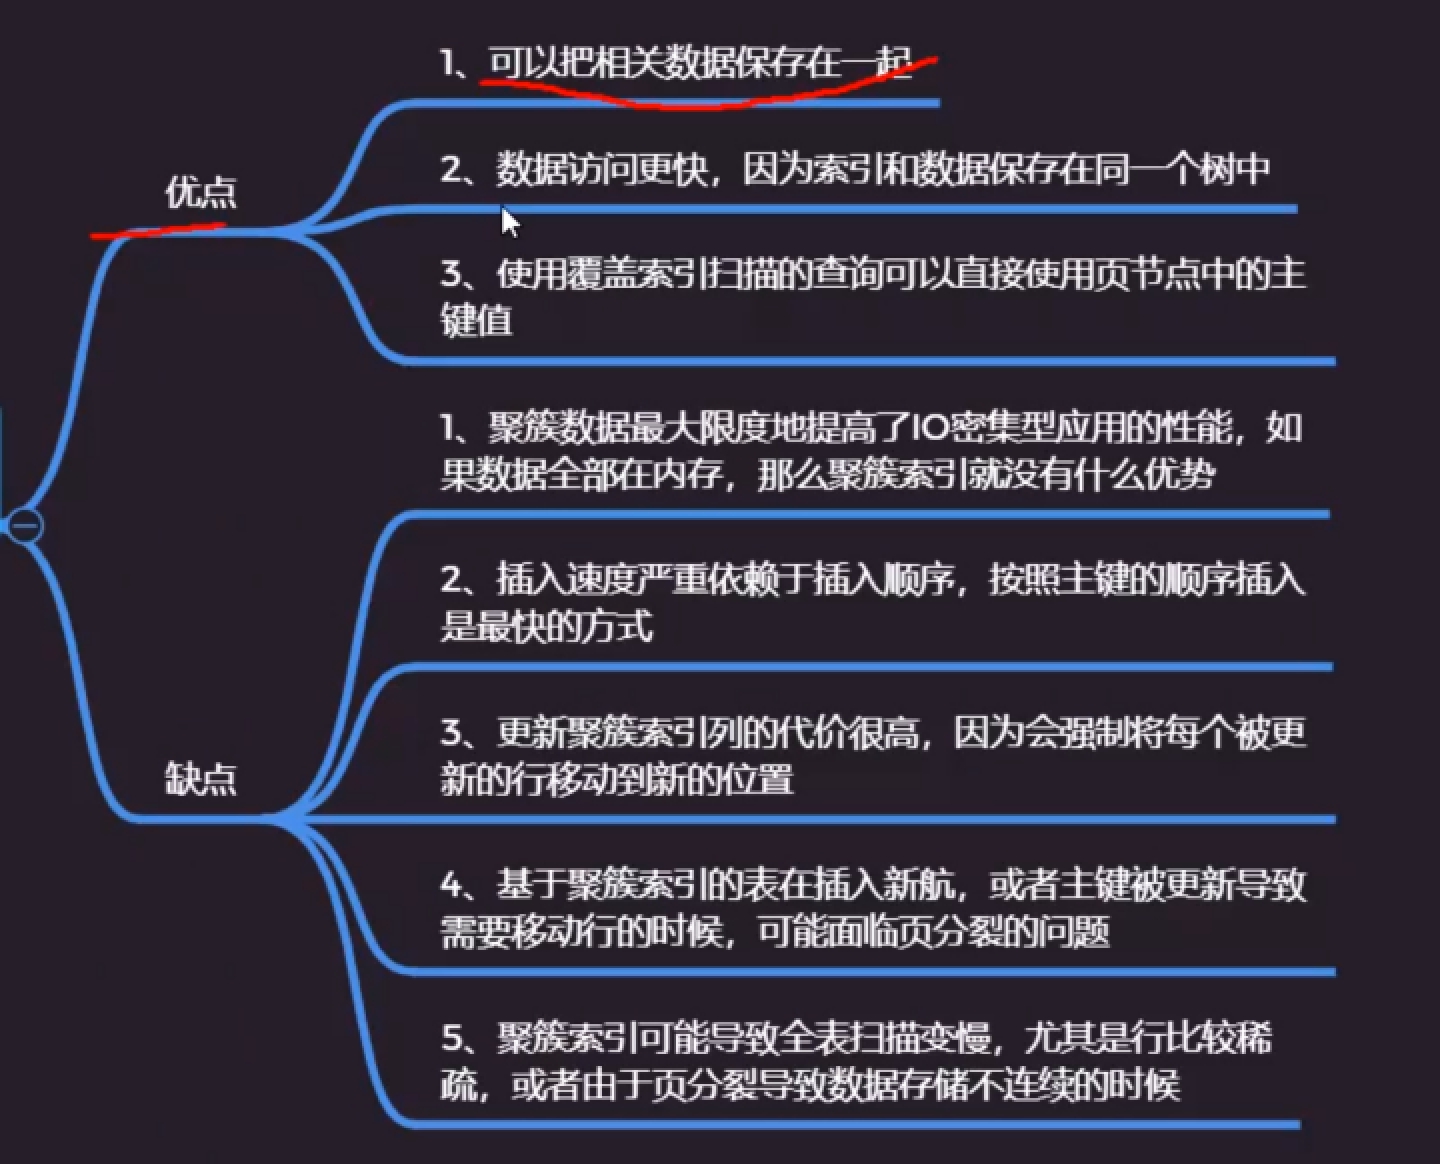 优点
1、可以把相关数据保存在一起
2、数据访问更快，因为索引和数据保存在同一个树中
3、使用覆盖索引扫描的查询可以直接使用页节点中的主
键值
缺点
1、聚簇数据最大限度地提高了IO密集型应用的性能，如
果数据全部在内存，那么聚簇索引就没有什么优势
2、插入速度严重依赖于插入顺序，按照主键的顺序插入
是最快的方式
3、更新聚簇索引列的代价很高，因为会强制将每个被更
新的行移动到新的位置
4、基于聚簇索引的表在插入新航，或者主键被更新导致
需要移动行的时候，可能面临页分裂的问题
5、聚簇索引可能导致全表扫描变慢，尤其是行比较稀
疏，或者由于页分裂导致数据存储不连续的时候